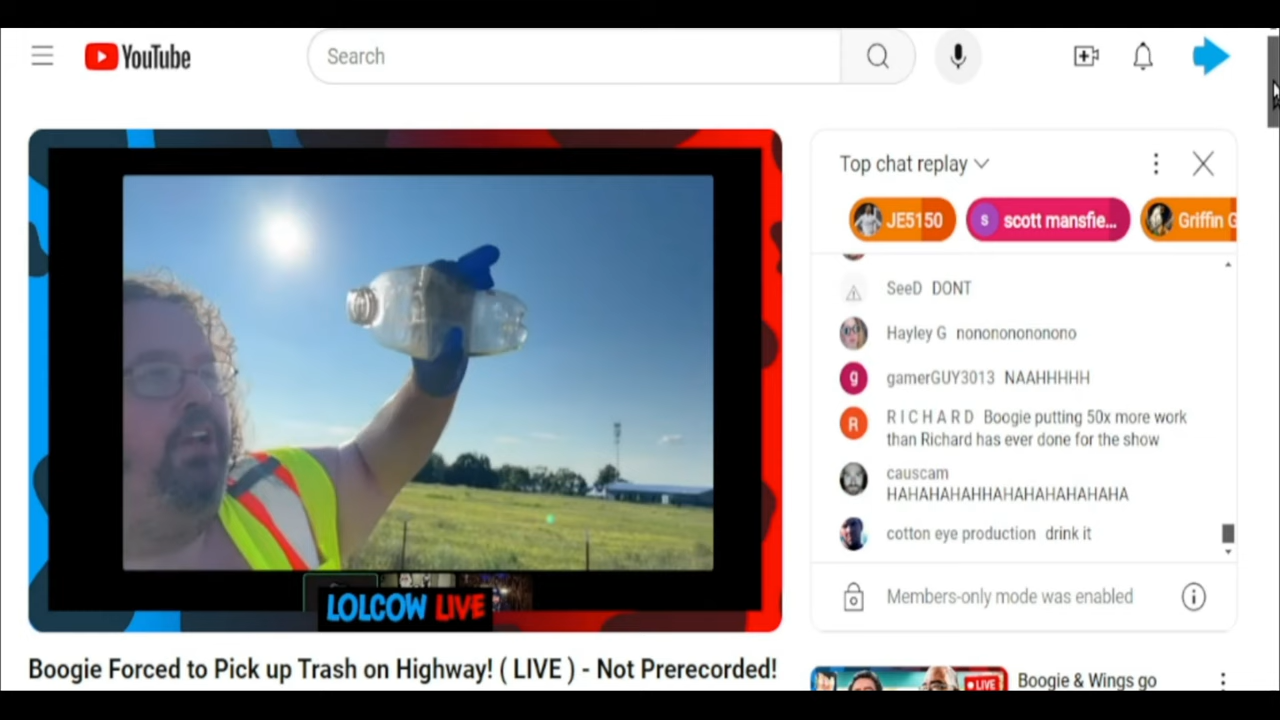 YouTube
Search
Top chat replay
JE5150
S
scott mansfie...
Griffin G
SeeD DONT
Hayley G nonononononono
g
gamerGUY3013 NAAHHHHH
R
R I C H A R D Boogie putting 50x more work
than Richard has ever done for the show
causcam
HAHAHAHAHHAHAHAHAHAHA
cotton eye production drink it
Members-only mode was enabled
LOLCOW LIVE
Boogie Forced to Pick up Trash on Highway! ( LIVE ) - Not Prerecorded!
LIVE
Boogie & Wings go